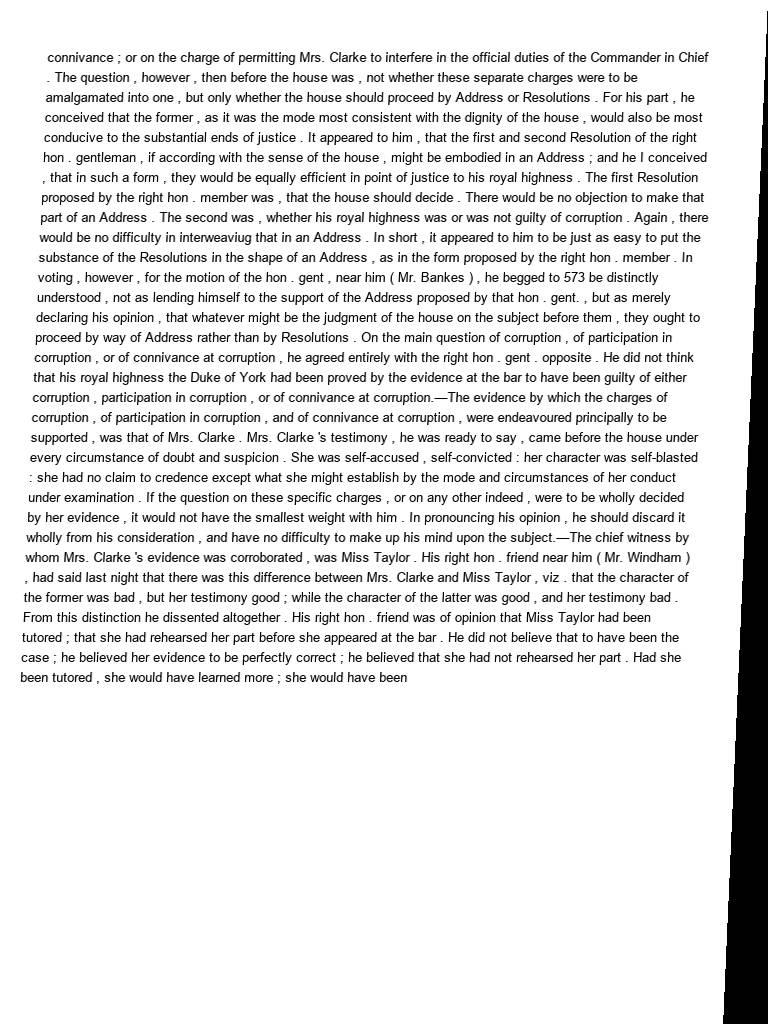 connivance ; or on the charge of permitting Mrs. Clarke to interfere in the official duties of the Commander in Chief
. The question , however , then before the house was , not whether these separate charges were to be
amalgamated into one , but only whether the house should proceed by Address or Resolutions . For his part , he
conceived that the former , as it was the mode most consistent with the dignity of the house , would also be most
conducive to the substantial ends of justice . It appeared to him , that the first and second Resolution of the right
hon . gentleman , if according with the sense of the house , might be embodied in an Address ; and he I conceived
, that in such a form , they would be equally efficient in point of justice to his royal highness . The first Resolution
proposed by the right hon . member was , that the house should decide . There would be no objection to make that
part of an Address . The second was , whether his royal highness was or was not guilty of corruption . Again , there
would be no difficulty in interweaviug that in an Address . In short , it appeared to him to be just as easy to put the
substance of the Resolutions in the shape of an Address , as in the form proposed by the right hon . member . In
voting , however , for the motion of the hon . gent , near him ( Mr. Bankes ) , he begged to 573 be distinctly
understood , not as lending himself to the support of the Address proposed by that hon . gent. , but as merely
declaring his opinion , that whatever might be the judgment of the house on the subject before them , they ought to
proceed by way of Address rather than by Resolutions . On the main question of corruption , of participation in
corruption , or of connivance at corruption , he agreed entirely with the right hon . gent . opposite . He did not think
that his royal highness the Duke of York had been proved by the evidence at the bar to have been guilty of either
corruption , participation in corruption , or of connivance at corruption.—The evidence by which the charges of
corruption , of participation in corruption , and of connivance at corruption , were endeavoured principally to be
supported , was that of Mrs. Clarke . Mrs. Clarke 's testimony , he was ready to say , came before the house under
every circumstance of doubt and suspicion . She was self-accused , self-convicted : her character was self-blasted
: she had no claim to credence except what she might establish by the mode and circumstances of her conduct
under examination . If the question on these specific charges , or on any other indeed , were to be wholly decided
by her evidence , it would not have the smallest weight with him . In pronouncing his opinion , he should discard it
wholly from his consideration , and have no difficulty to make up his mind upon the subject.—The chief witness by
whom Mrs. Clarke 's evidence was corroborated , was Miss Taylor . His right hon . friend near him ( Mr. Windham )
, had said last night that there was this difference between Mrs. Clarke and Miss Taylor , viz . that the character of
the former was bad , but her testimony good ; while the character of the latter was good , and her testimony bad .
From this distinction he dissented altogether . His right hon . friend was of opinion that Miss Taylor had been
tutored ; that she had rehearsed her part before she appeared at the bar . He did not believe that to have been the
case ; he believed her evidence to be perfectly correct ; he believed that she had not rehearsed her part . Had she
been tutored , she would have learned more ; she would have been